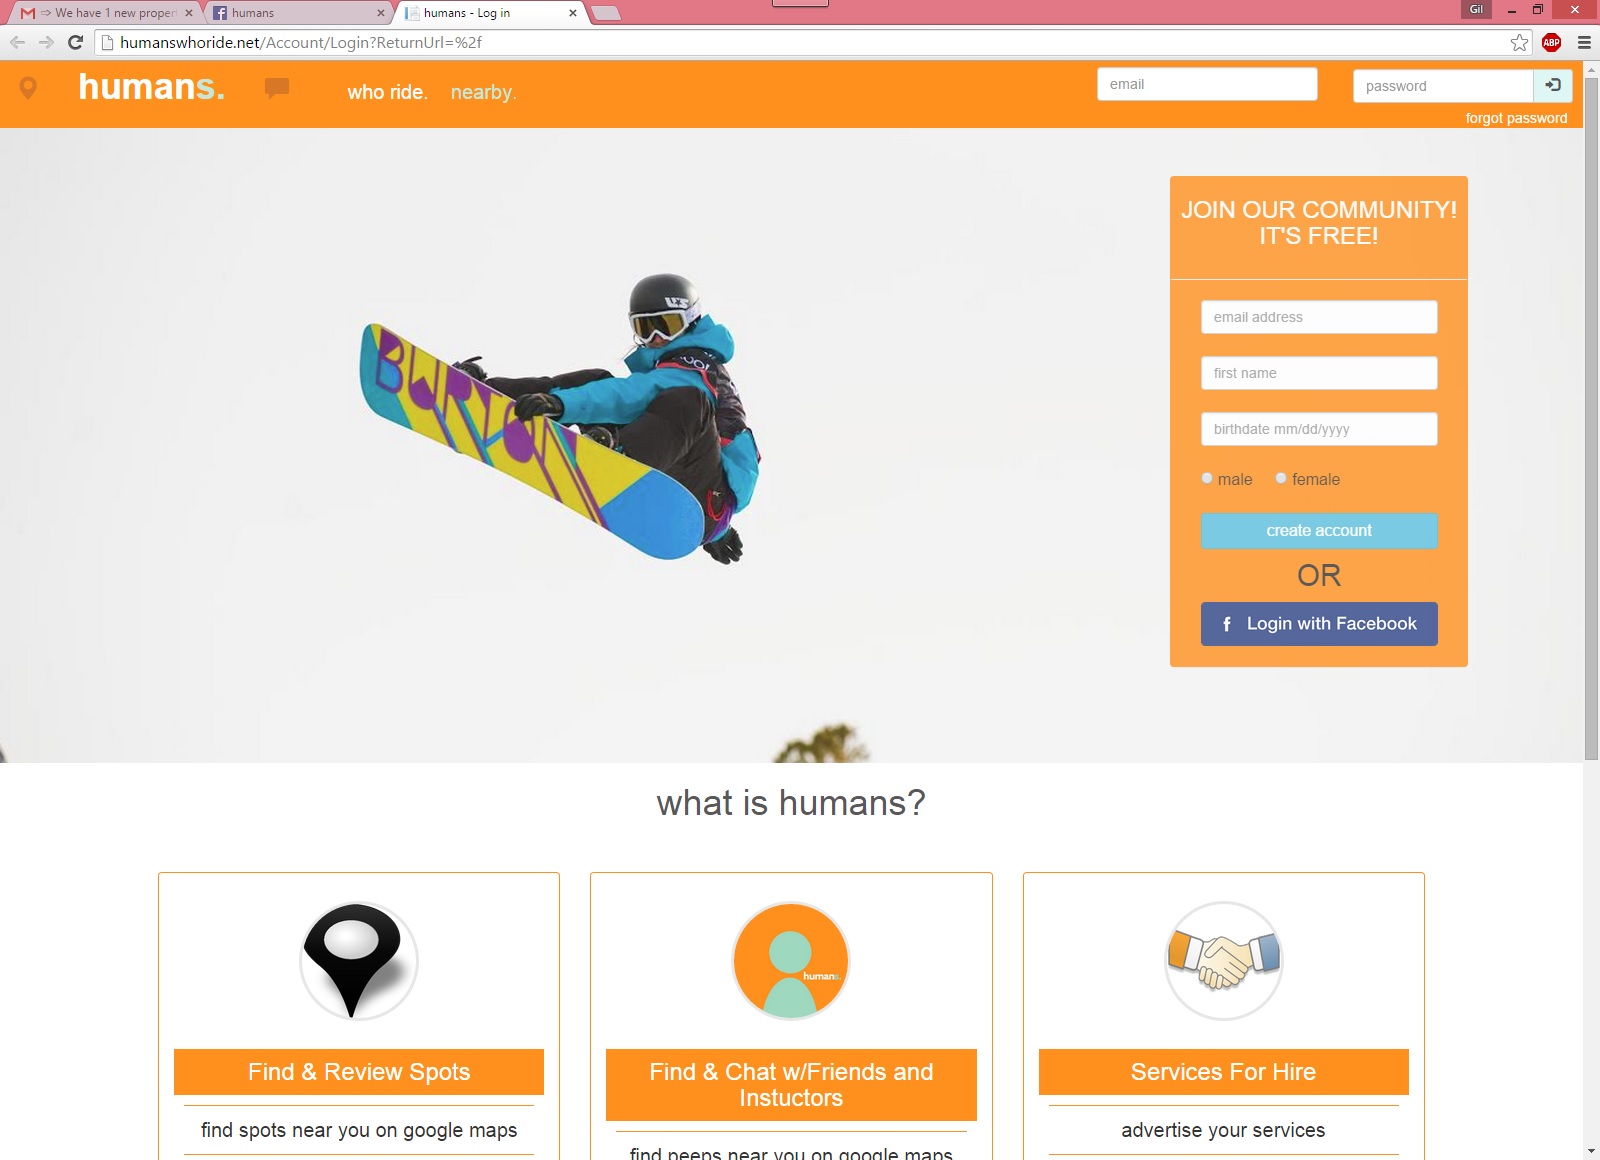 ⇒ We have 1 new propert
humans
humans - Log in
Gil
humanswhoride.net/Account/Login?ReturnUrl=%2f
ABP
humans.
who ride.
nearby.
email
password
forgot password
BURTON
JOIN OUR COMMUNITY!
IT'S FREE!
email address
first name
birthdate mm/dd/yyyy
male
female
create account
OR
f Login with Facebook
what is humans?
humans.
Find & Review Spots
find spots near you on google maps
Find & Chat w/Friends and
Instuctors
find peeps near you on google maps
Services For Hire
advertise your services